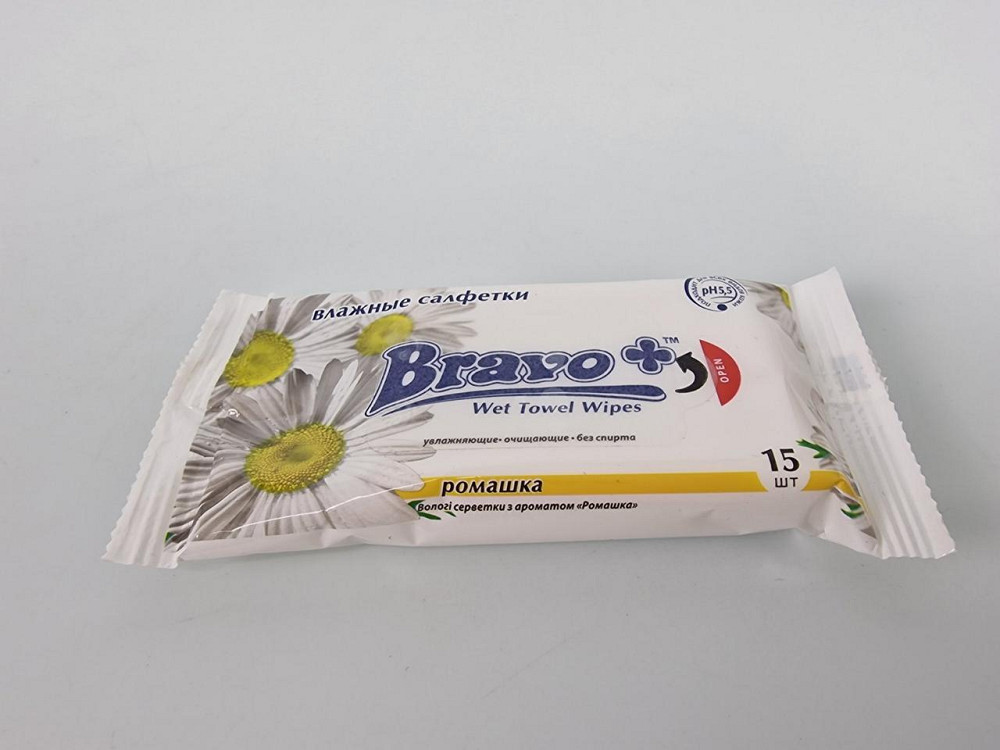 влажные салфетки
pH5,5
Bravo+™
OPEN
Wet Towel Wipes
увлажняющие • очищающие • без спирта
15
шт
ромашка
вологі серветки з ароматом «Ромашка»